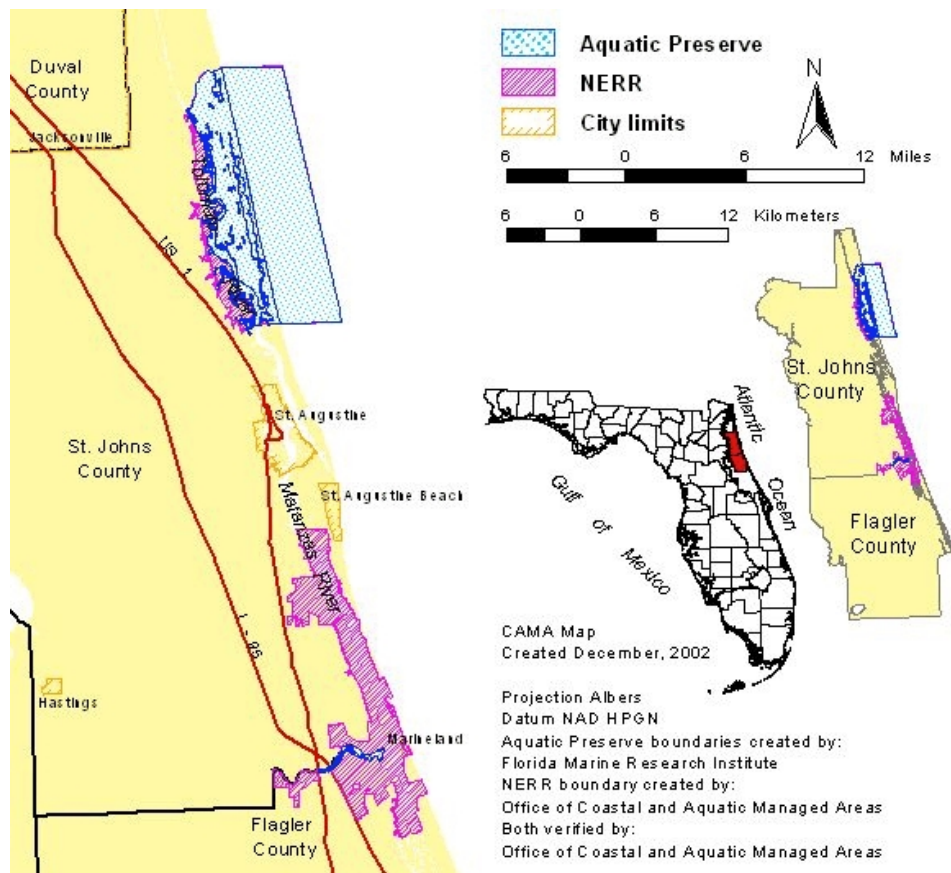 Duval
County
Jacksonville
Tolomato
River
US 1
St. Augustine
St. Johns
County
St. Augustine Beach
Matanzas River
I - 95
Hastings
Marineland
Flagler
County
Aquatic Preserve
NERR
City limits
N
6 0 6 12 Miles
6 0 6 12 Kilometers
St. Johns
County
Flagler
County
Atlantic
Ocean
Gulf of Mexico
CAMA Map
Created December, 2002
Projection Albers
Datum NAD HPGN
Aquatic Preserve boundaries created by:
Florida Marine Research Institute
NERR boundary created by:
Office of Coastal and Aquatic Managed Areas
Both verified by:
Office of Coastal and Aquatic Managed Areas